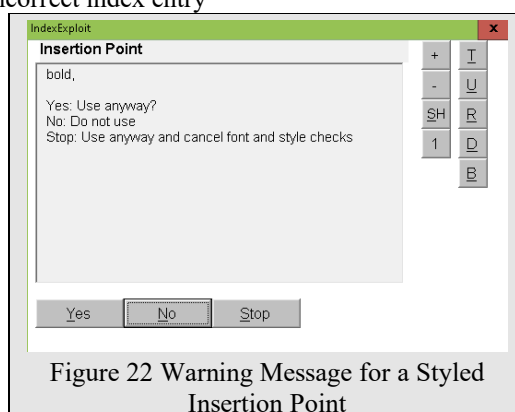 ncorrect index entry
IndexExploit
x
Insertion Point
bold,
Yes: Use anyway?
No: Do not use
Stop: Use anyway and cancel font and style checks
+ T
- U
SH R
1 D
B
Yes No Stop
Figure 22 Warning Message for a Styled
Insertion Point